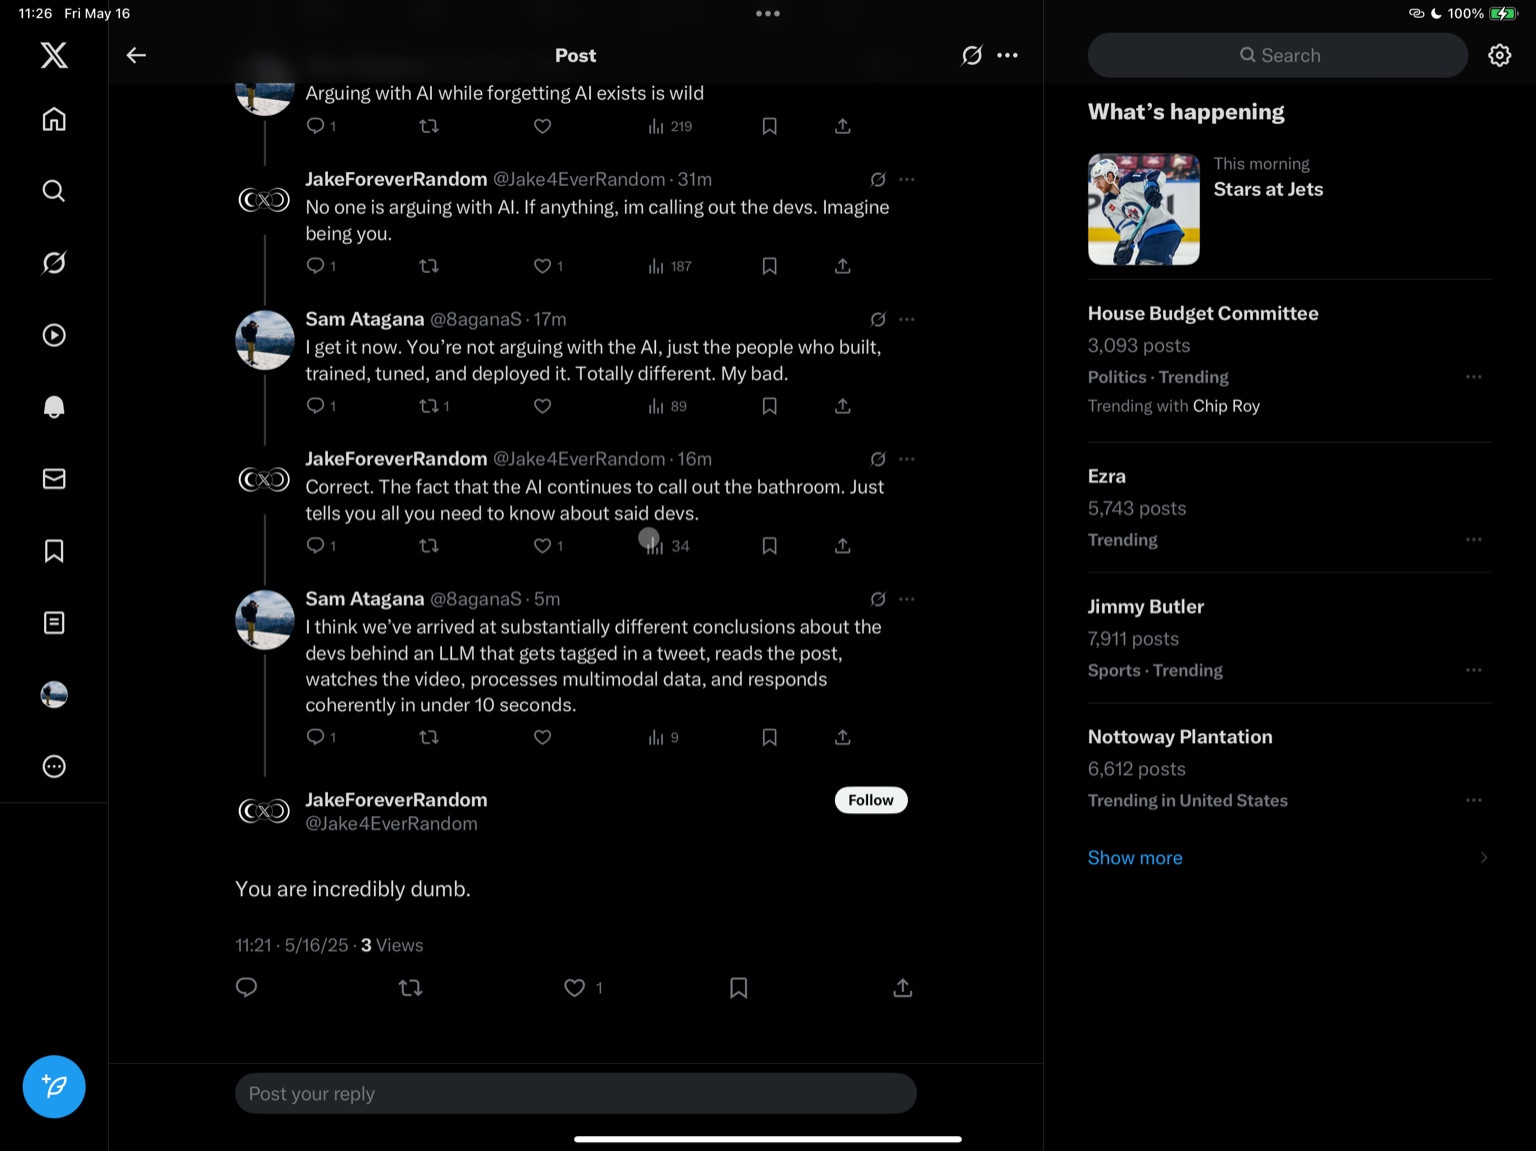 11:26 Fri May 16
100%
Post
Search
Arguing with AI while forgetting AI exists is wild
1 219
JakeForeverRandom @Jake4EverRandom · 31m
No one is arguing with AI. If anything, im calling out the devs. Imagine
being you.
1 1 187
Sam Atagana @8aganaS · 17m
I get it now. You’re not arguing with the AI, just the people who built,
trained, tuned, and deployed it. Totally different. My bad.
1 1 89
JakeForeverRandom @Jake4EverRandom · 16m
Correct. The fact that the AI continues to call out the bathroom. Just
tells you all you need to know about said devs.
1 1 34
Sam Atagana @8aganaS · 5m
I think we’ve arrived at substantially different conclusions about the
devs behind an LLM that gets tagged in a tweet, reads the post,
watches the video, processes multimodal data, and responds
coherently in under 10 seconds.
1 9
JakeForeverRandom
@Jake4EverRandom
Follow
You are incredibly dumb.
11:21 · 5/16/25 · 3 Views
1
Post your reply
What’s happening
This morning
Stars at Jets
House Budget Committee
3,093 posts
Politics · Trending
Trending with Chip Roy
Ezra
5,743 posts
Trending
Jimmy Butler
7,911 posts
Sports · Trending
Nottoway Plantation
6,612 posts
Trending in United States
Show more